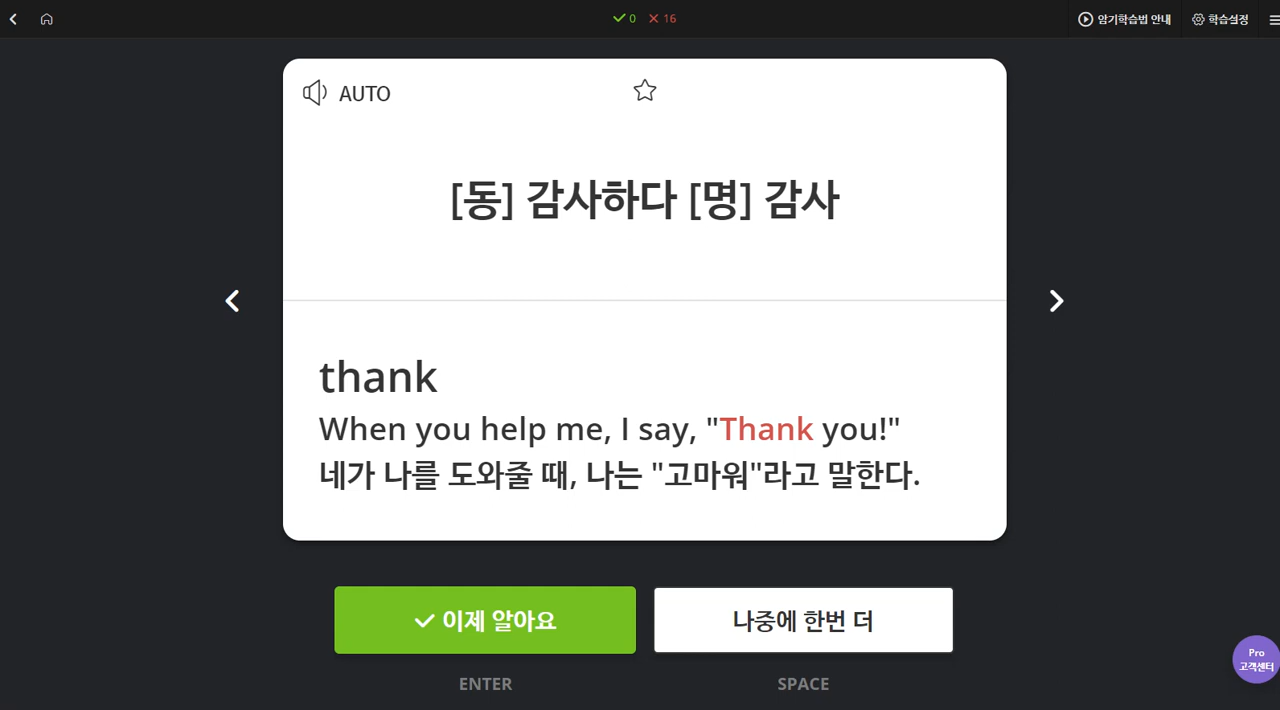 0 16
암기학습법 안내
학습설정
AUTO
[동] 감사하다 [명] 감사
thank
When you help me, I say, "Thank you!"
네가 나를 도와줄 때, 나는 "고마워"라고 말한다.
이제 알아요
나중에 한번 더
ENTER
SPACE
Pro
고객센터